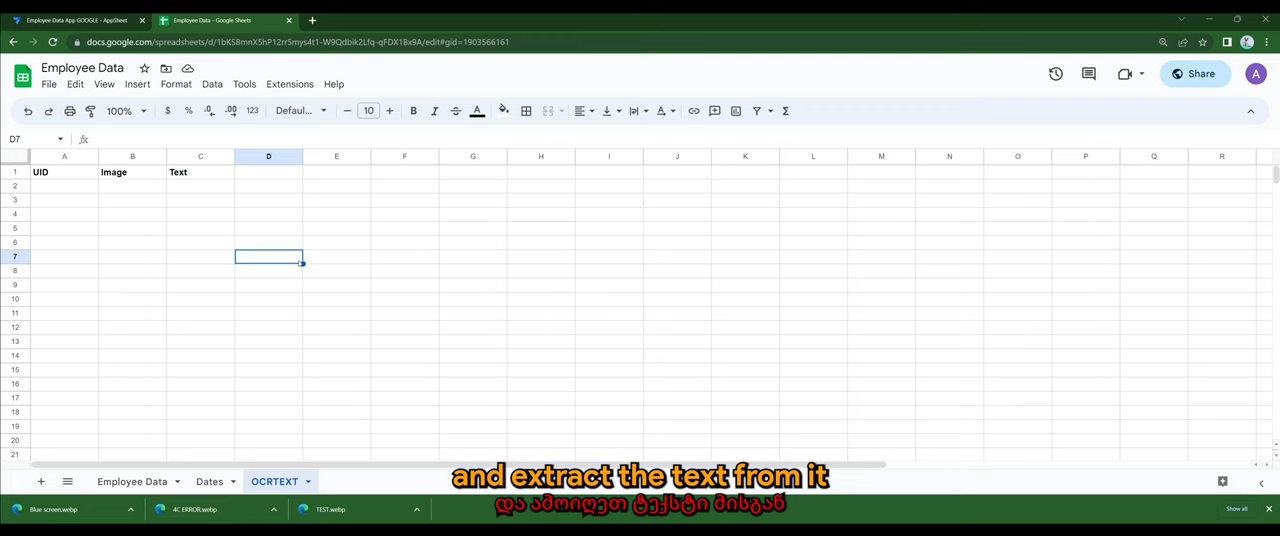 Employee Data App GOOGLE - AppSheet
Employee Data - Google Sheets
docs.google.com/spreadsheets/d/1bKS8mnX5hP12rr5mys4t1-W9Qdbik2Lfq-qFDX1Bx9A/edit#gid=1903566161
Employee Data
File Edit View Insert Format Data Tools Extensions Help
Share
A
100% $ % .0 .00 123 Defaul... 10 B I S A
D7 fx
A B C D E F G H I J K L M N O P Q R
1 UID Image Text
2
3
4
5
6
7
8
9
10
11
12
13
14
15
16
17
18
19
20
21
and extract the text from it
და ამოიღეთ ტექსტი მისგან
Employee Data Dates OCRTEXT
Blue screen.webp 4C ERROR.webp TEST.webp Show all